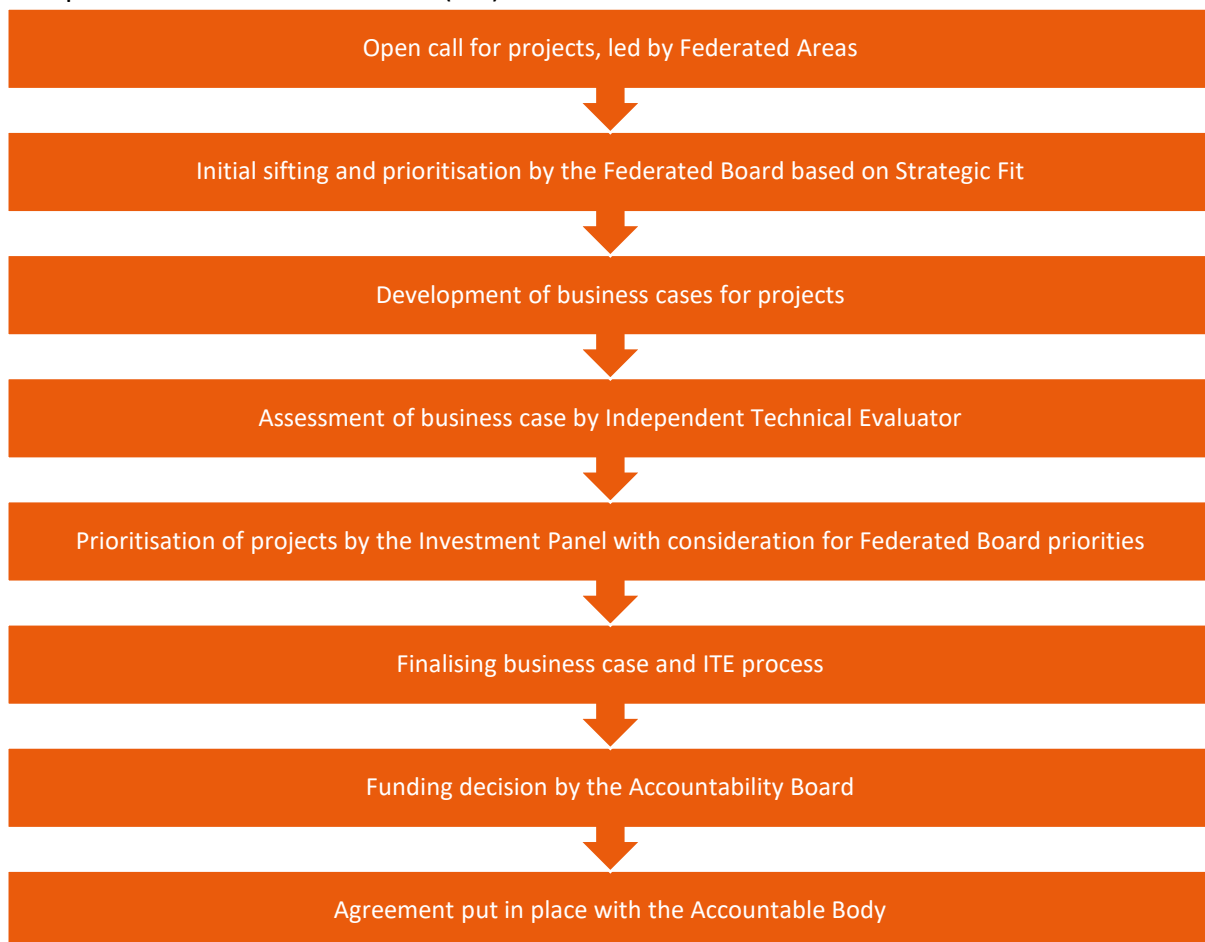 Open call for projects, led by Federated Areas
Initial sifting and prioritisation by the Federated Board based on Strategic Fit
Development of business cases for projects
Assessment of business case by Independent Technical Evaluator
Prioritisation of projects by the Investment Panel with consideration for Federated Board priorities
Finalising business case and ITE process
Funding decision by the Accountability Board
Agreement put in place with the Accountable Body